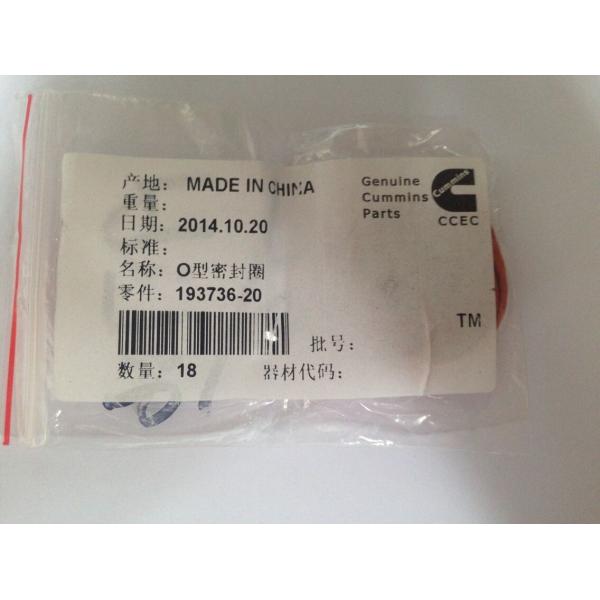 产地： MADE IN CHINA
重量：
日期： 2014.10.20
标准：
名称： O型密封圈
零件： 193736-20
数量： 18
批号：
器材代码：
Genuine
Cummins
Parts
Cummins
CCEC
TM